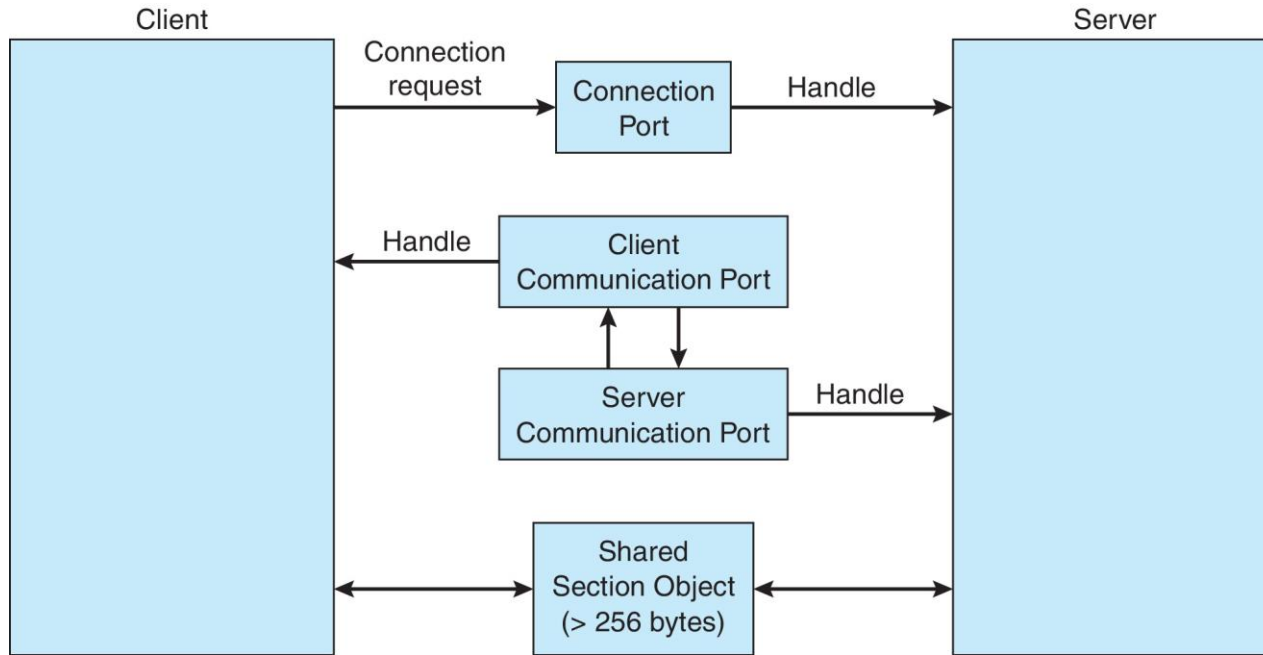 Client
Server
Connection
request
Connection
Port
Handle
Handle
Client
Communication Port
Server
Communication Port
Handle
Shared
Section Object
(> 256 bytes)